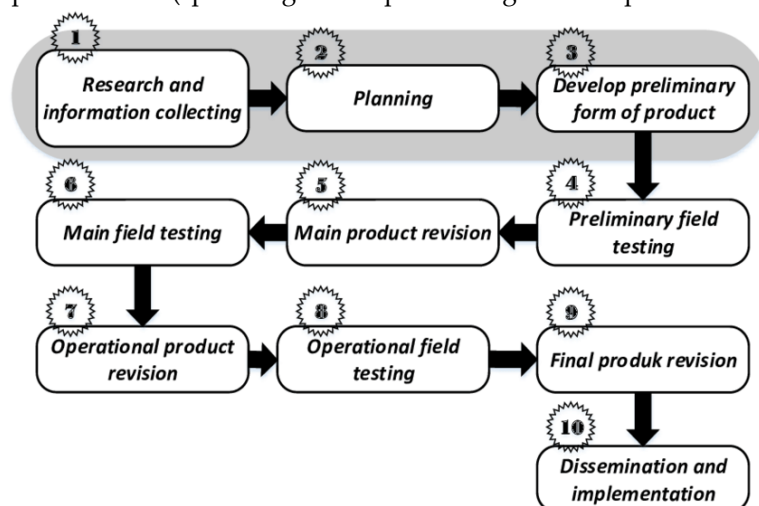 1
Research and
information collecting
2
Planning
3
Develop preliminary
form of product
4
Preliminary field
testing
5
Main product revision
6
Main field testing
7
Operational product
revision
8
Operational field
testing
9
Final produk revision
10
Dissemination and
implementation